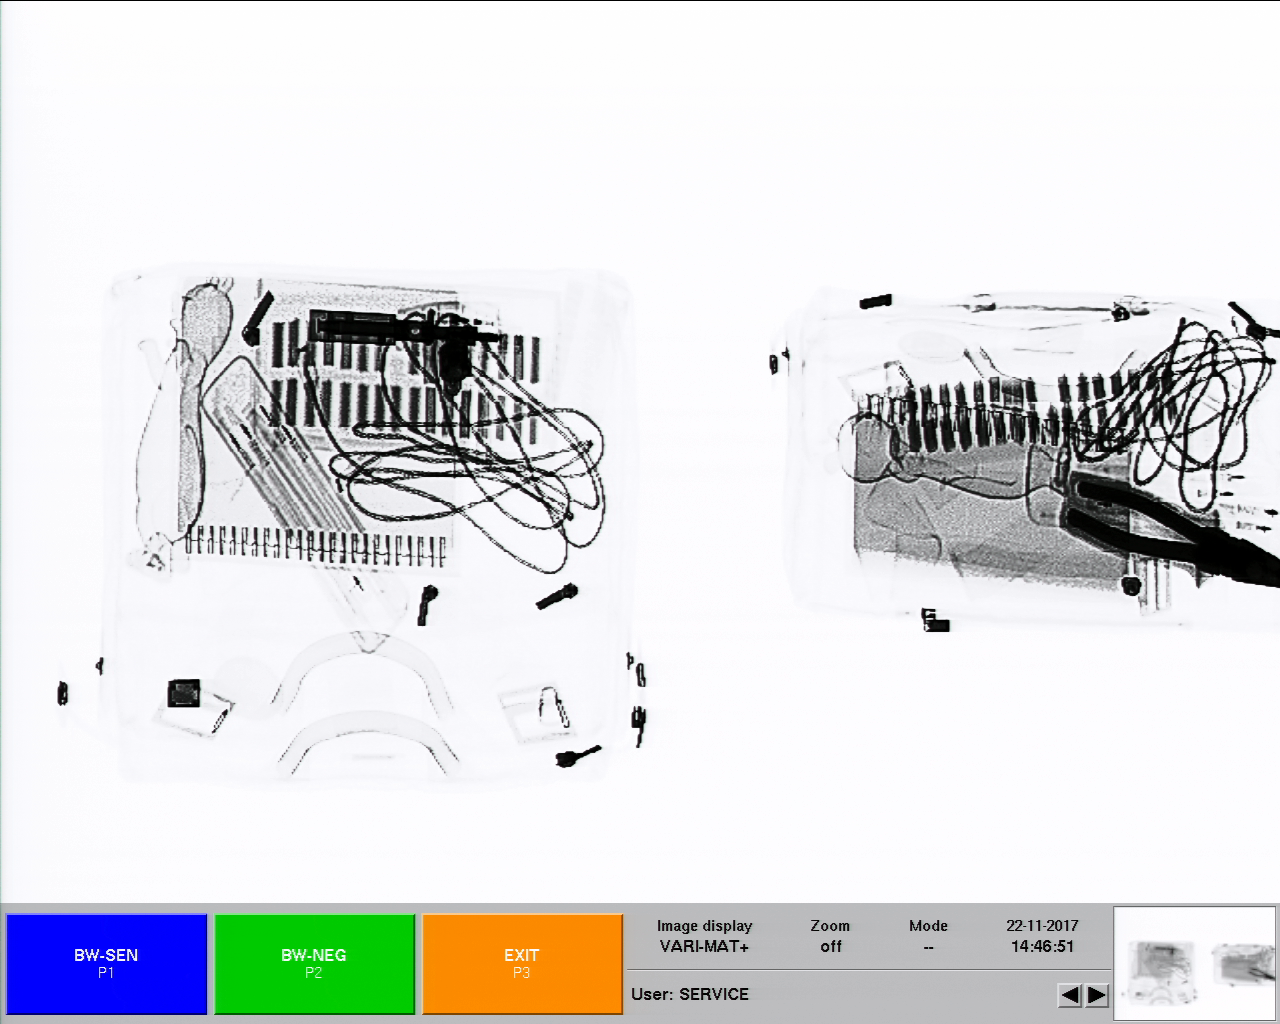 BW-SEN
P1
BW-NEG
P2
EXIT
P3
Image display
VARI-MAT+
Zoom
off
Mode
--
22-11-2017
14:46:51
User: SERVICE